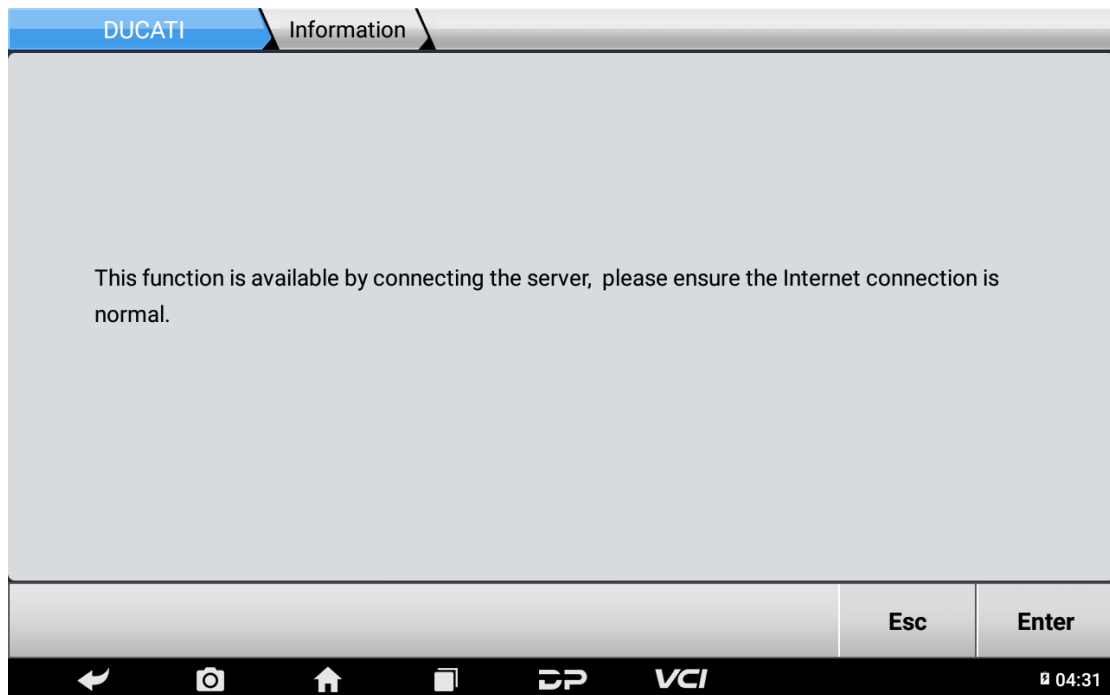 DUCATI
Information
This function is available by connecting the server, please ensure the Internet connection is
normal.
Esc
Enter
DP
VCI
04:31